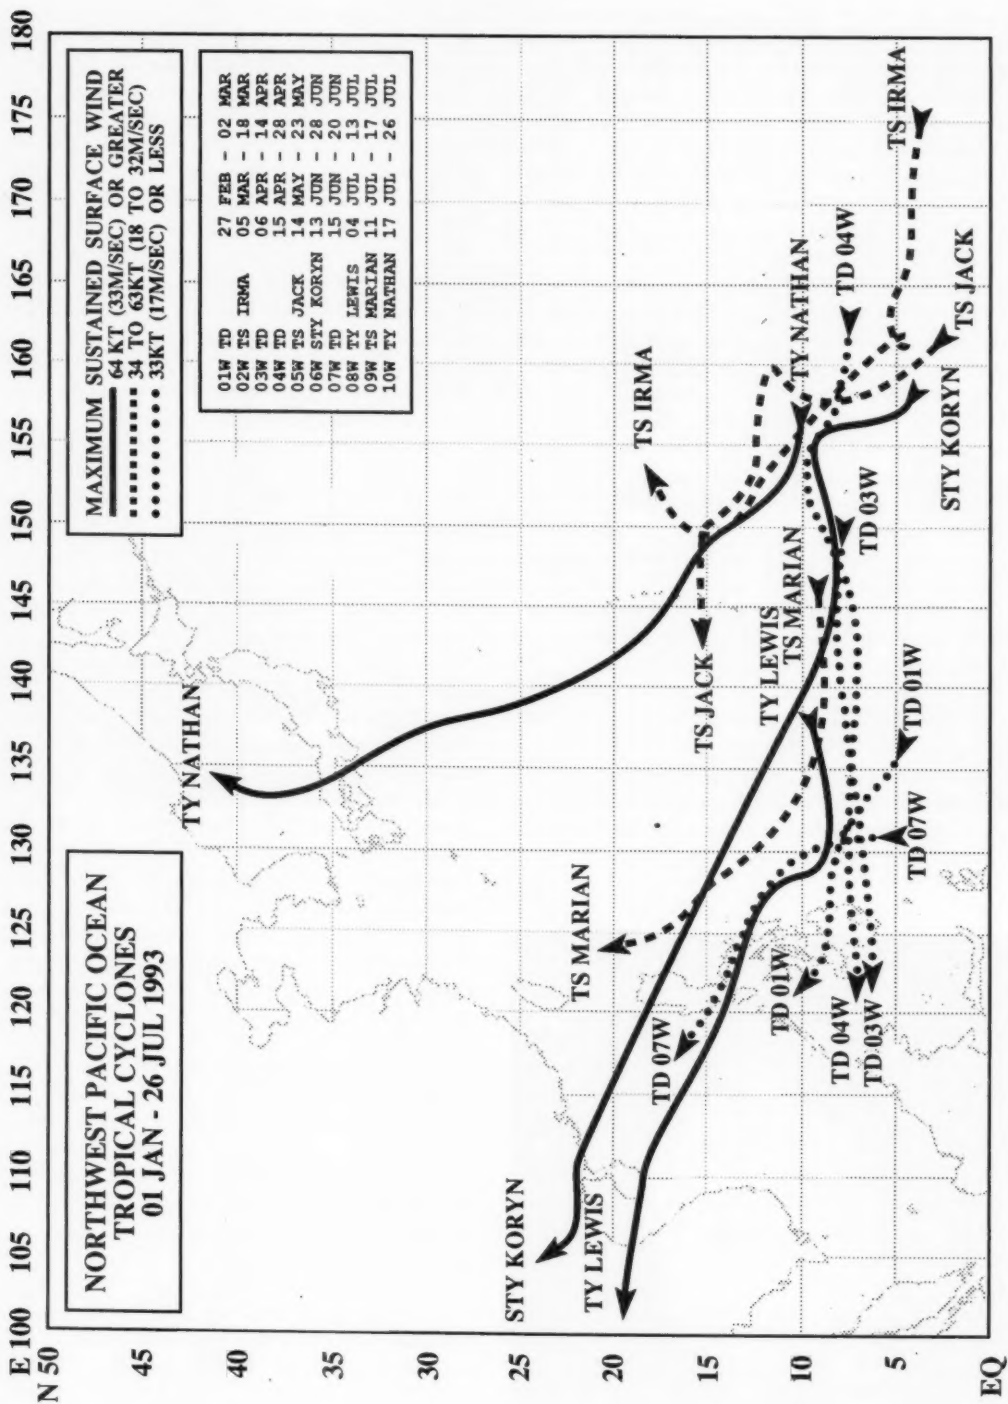 NORTHWEST PACIFIC OCEAN
TROPICAL CYCLONES
01 JAN - 26 JUL 1993
MAXIMUM SUSTAINED SURFACE WIND
64 KT (33M/SEC) OR GREATER
34 TO 63KT (18 TO 32M/SEC)
33KT (17M/SEC) OR LESS
01W TD 27 FEB - 02 MAR
02W TS IRMA 05 MAR - 18 MAR
03W TD 06 APR - 14 APR
04W TD 15 APR - 28 APR
05W TS JACK 14 MAY - 23 MAY
06W STY KORYN 13 JUN - 28 JUN
07W TD 15 JUN - 20 JUN
08W TY LEWIS 04 JUL - 13 JUL
09W TS MARIAN 11 JUL - 17 JUL
10W TY NATHAN 17 JUL - 26 JUL
E 100 105 110 115 120 125 130 135 140 145 150 155 160 165 170 175 180
N 50
45
40
35
30
25
20
15
10
5
EQ
TY NATHAN
TS IRMA
STY KORYN
TS MARIAN
TY LEWIS
TD 07W
TS JACK
TY LEWIS
TS MARIAN
TY NATHAN
TD 01W
TD 04W
TD 03W
TD 04W
TD 03W
TD 07W
TD 01W
STY KORYN
TS JACK
TS IRMA